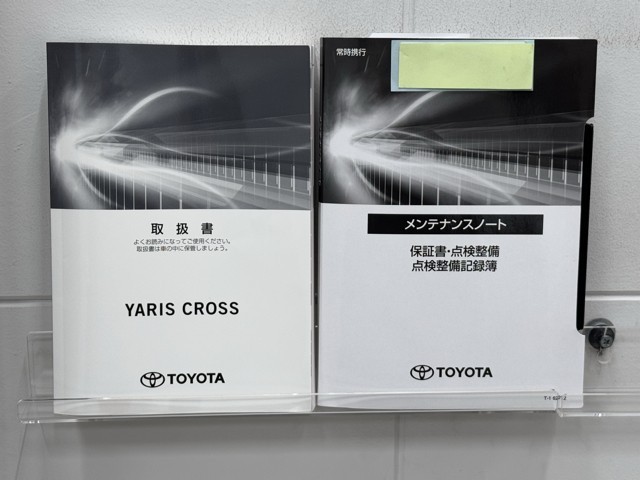 取扱書
よくお読みになってご使用ください。
取扱書は車の中に保管しましょう。
YARIS CROSS
TOYOTA
常時携行
メンテナンスノート
保証書・点検整備
点検整備記録簿
TOYOTA